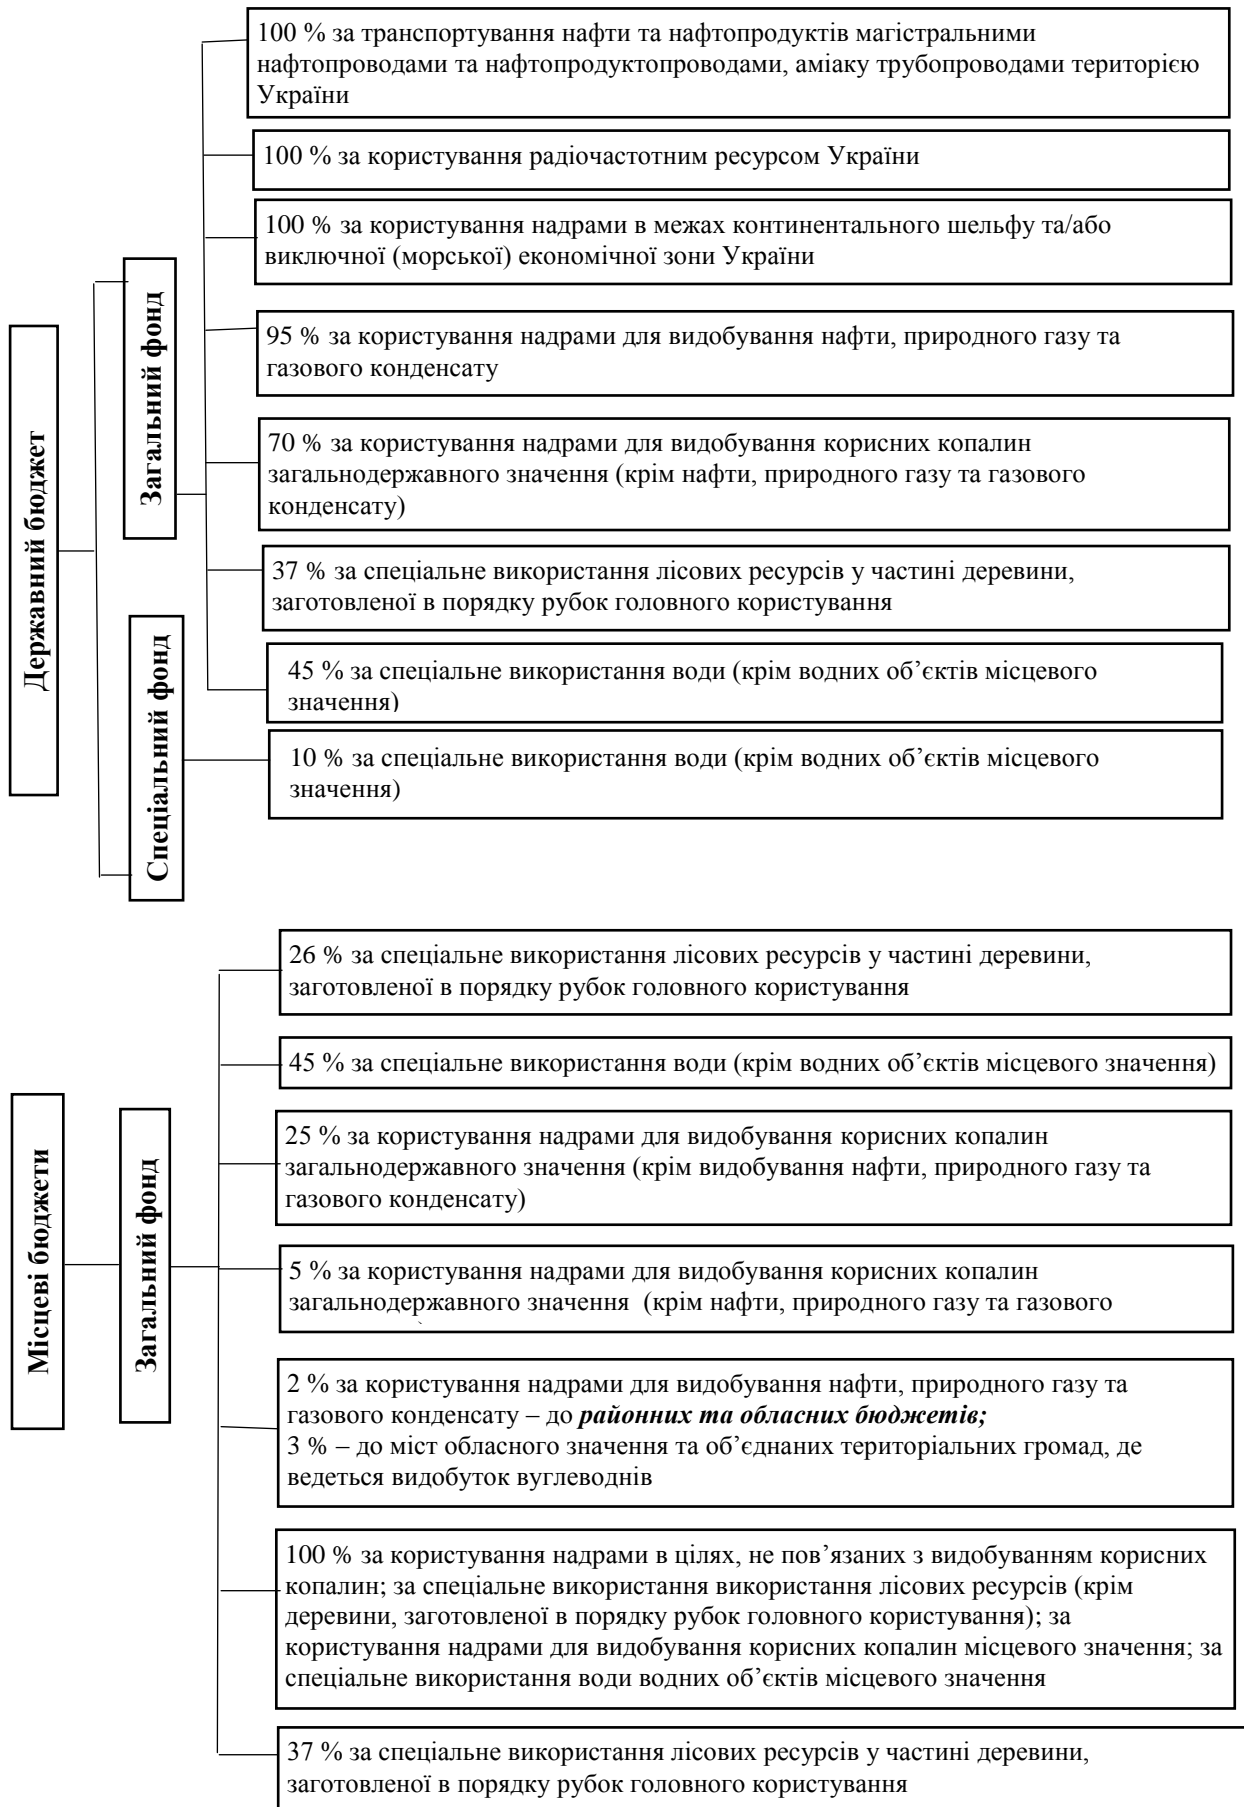 100 % за транспортування нафти та нафтопродуктів магістральними
нафтопроводами та нафтопродуктопроводами, аміаку трубопроводами територією
України
100 % за користування радіочастотним ресурсом України
100 % за користування надрами в межах континентального шельфу та/або
виключної (морської) економічної зони України
95 % за користування надрами для видобування нафти, природного газу та
газового конденсату
70 % за користування надрами для видобування корисних копалин
загальнодержавного значення (крім нафти, природного газу та газового
конденсату)
37 % за спеціальне використання лісових ресурсів у частині деревини,
заготовленої в порядку рубок головного користування
45 % за спеціальне використання води (крім водних об’єктів місцевого
значення)
10 % за спеціальне використання води (крім водних об’єктів місцевого
значення)
Державний бюджет
Загальний фонд
Спеціальний фонд
26 % за спеціальне використання лісових ресурсів у частині деревини,
заготовленої в порядку рубок головного користування
45 % за спеціальне використання води (крім водних об’єктів місцевого значення)
25 % за користування надрами для видобування корисних копалин
загальнодержавного значення (крім видобування нафти, природного газу та
газового конденсату)
5 % за користування надрами для видобування корисних копалин
загальнодержавного значення (крім нафти, природного газу та газового
2 % за користування надрами для видобування нафти, природного газу та
газового конденсату – до районних та обласних бюджетів;
3 % – до міст обласного значення та об’єднаних територіальних громад, де
ведеться видобуток вуглеводнів
100 % за користування надрами в цілях, не пов’язаних з видобуванням корисних
копалин; за спеціальне використання використання лісових ресурсів (крім
деревини, заготовленої в порядку рубок головного користування); за
користування надрами для видобування корисних копалин місцевого значення; за
спеціальне використання води водних об’єктів місцевого значення
37 % за спеціальне використання лісових ресурсів у частині деревини,
заготовленої в порядку рубок головного користування
Місцеві бюджети
Загальний фонд